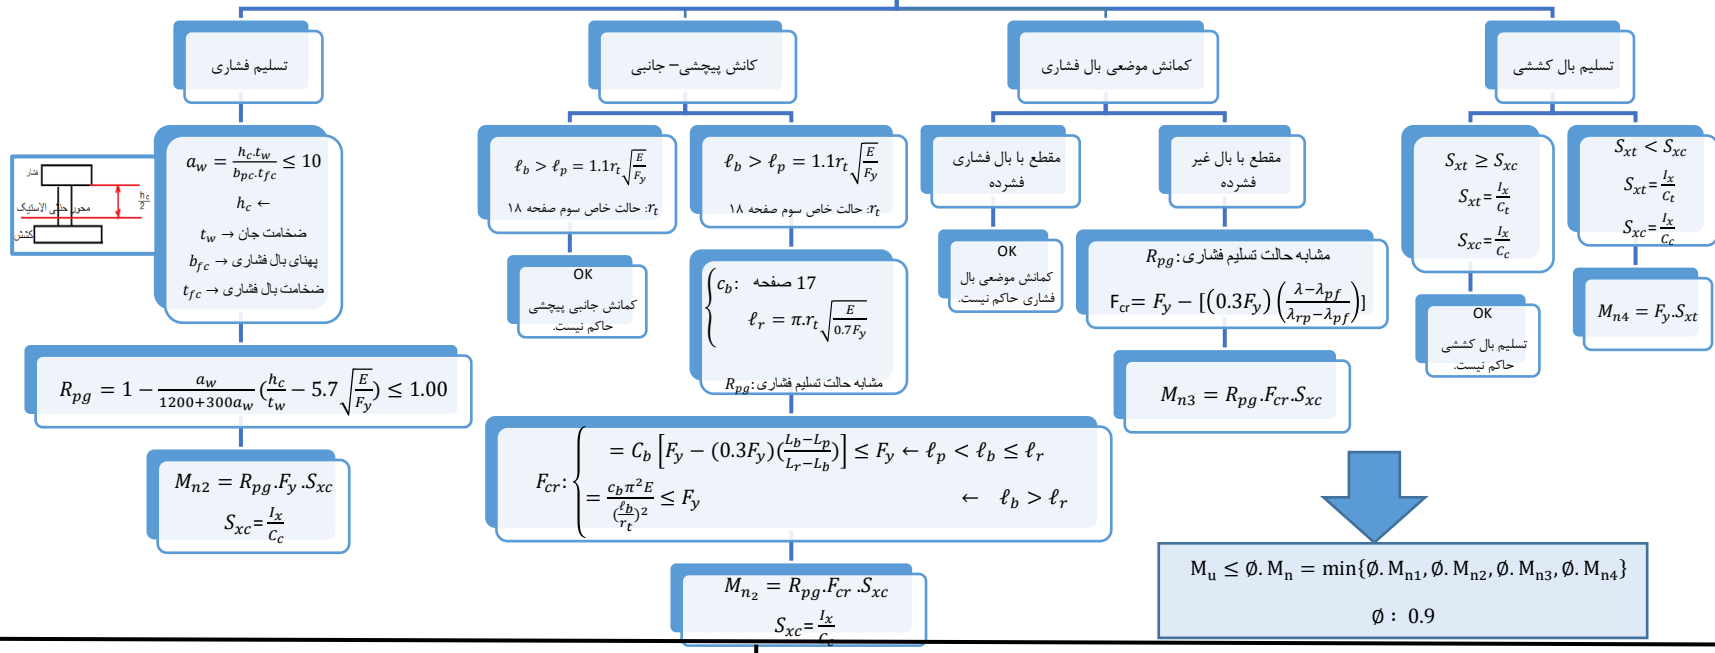 تسلیم فشاری
فشار
محور خنثی الاستیک
کشش
h_c/2
a_w = (h_c.t_w)/(b_pc.t_fc) ≤ 10
h_c ←
t_w → ضخامت جان
b_fc → پهنای بال فشاری
t_fc → ضخامت بال فشاری
R_pg = 1 − a_w/(1200+300a_w) (h_c/t_w − 5.7√(E/F_y)) ≤ 1.00
M_n2 = R_pg.F_y.S_xc
S_xc = I_x/C_c
کانش پیچشی– جانبی
ℓ_b > ℓ_p = 1.1r_t√(E/F_y)
r_t: حالت خاص سوم صفحه ۱۸
OK
کمانش جانبی پیچشی
حاکم نیست.
ℓ_b > ℓ_p = 1.1r_t√(E/F_y)
r_t: حالت خاص سوم صفحه ۱۸
c_b: صفحه 17
ℓ_r = π.r_t√(E/0.7F_y)
R_pg: مشابه حالت تسلیم فشاری
F_cr: { = C_b [F_y − (0.3F_y)((L_b−L_p)/(L_r−L_b))] ≤ F_y ← ℓ_p < ℓ_b ≤ ℓ_r
= (c_bπ²E)/(ℓ_b/r_t)² ≤ F_y ← ℓ_b > ℓ_r
M_n₂ = R_pg.F_cr.S_xc
S_xc = I_x/C_c
کمانش موضعی بال فشاری
مقطع با بال فشاری
فشرده
OK
کمانش موضعی بال
فشاری حاکم نیست.
مقطع با بال غیر
فشرده
R_pg: مشابه حالت تسلیم فشاری
F_cr = F_y − [(0.3F_y)((λ−λ_pf)/(λ_rp−λ_pf))]
M_n3 = R_pg.F_cr.S_xc
تسلیم بال کششی
S_xt ≥ S_xc
S_xt = I_x/C_t
S_xc = I_x/C_c
OK
تسلیم بال کششی
حاکم نیست.
S_xt < S_xc
S_xt = I_x/C_t
S_xc = I_x/C_c
M_n4 = F_y.S_xt
M_u ≤ ∅.M_n = min{∅.M_n1, ∅.M_n2, ∅.M_n3, ∅.M_n4}
∅ : 0.9